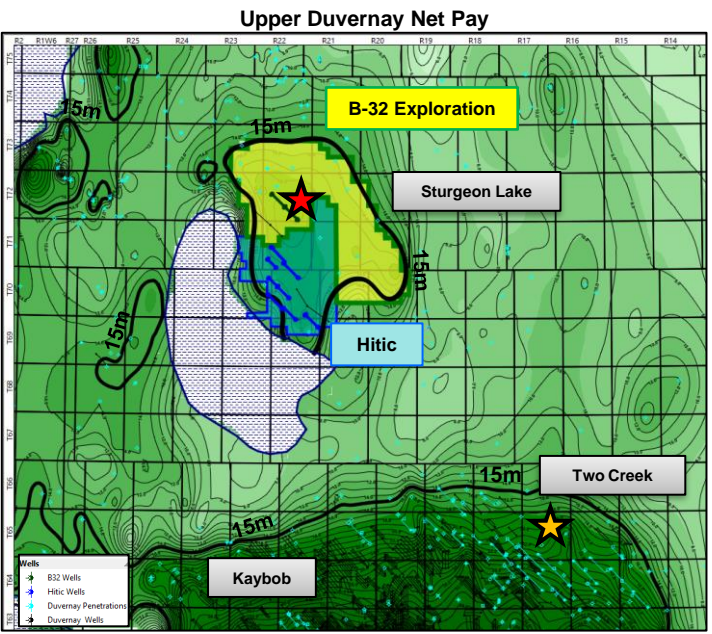 Upper Duvernay Net Pay
R2 R1W6 R27 R26 R25 R24 R23 R22 R21 R20 R19 R18 R17 R16 R15 R14
T75
T74
15m
B-32 Exploration
15m
T73
T72
Sturgeon Lake
T71
15m
T70
15m
T69
Hitic
T68
T67
T66
15m
Two Creek
T65
15m
Kaybob
T64
T63
Wells
B32 Wells
Hitic Wells
Duvernay Penetrations
Duvernay Wells